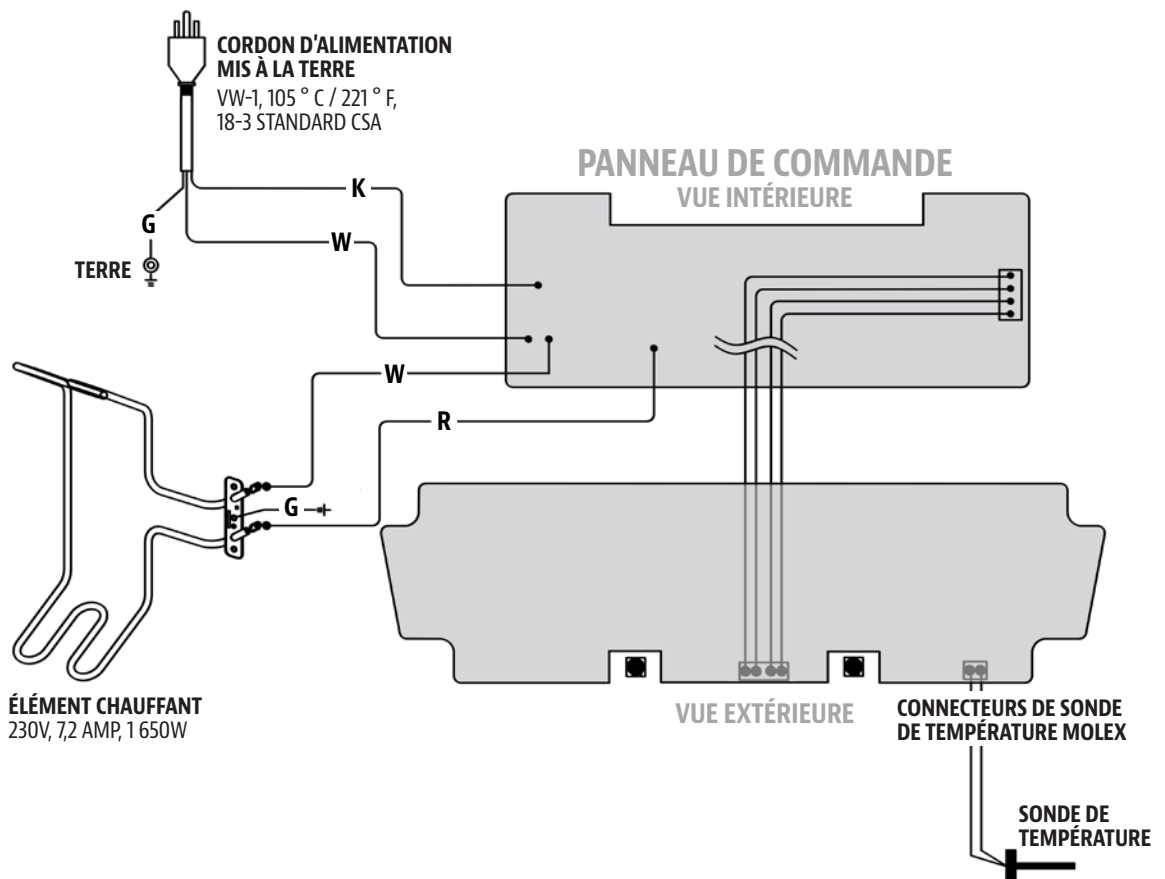 CORDON D'ALIMENTATION
MIS À LA TERRE
VW-1, 105 ° C / 221 ° F,
18-3 STANDARD CSA
PANNEAU DE COMMANDE
VUE INTÉRIEURE
K
G
W
TERRE
W
R
G
ÉLÉMENT CHAUFFANT
230V, 7,2 AMP, 1 650W
VUE EXTÉRIEURE
CONNECTEURS DE SONDE
DE TEMPÉRATURE MOLEX
SONDE DE
TEMPÉRATURE